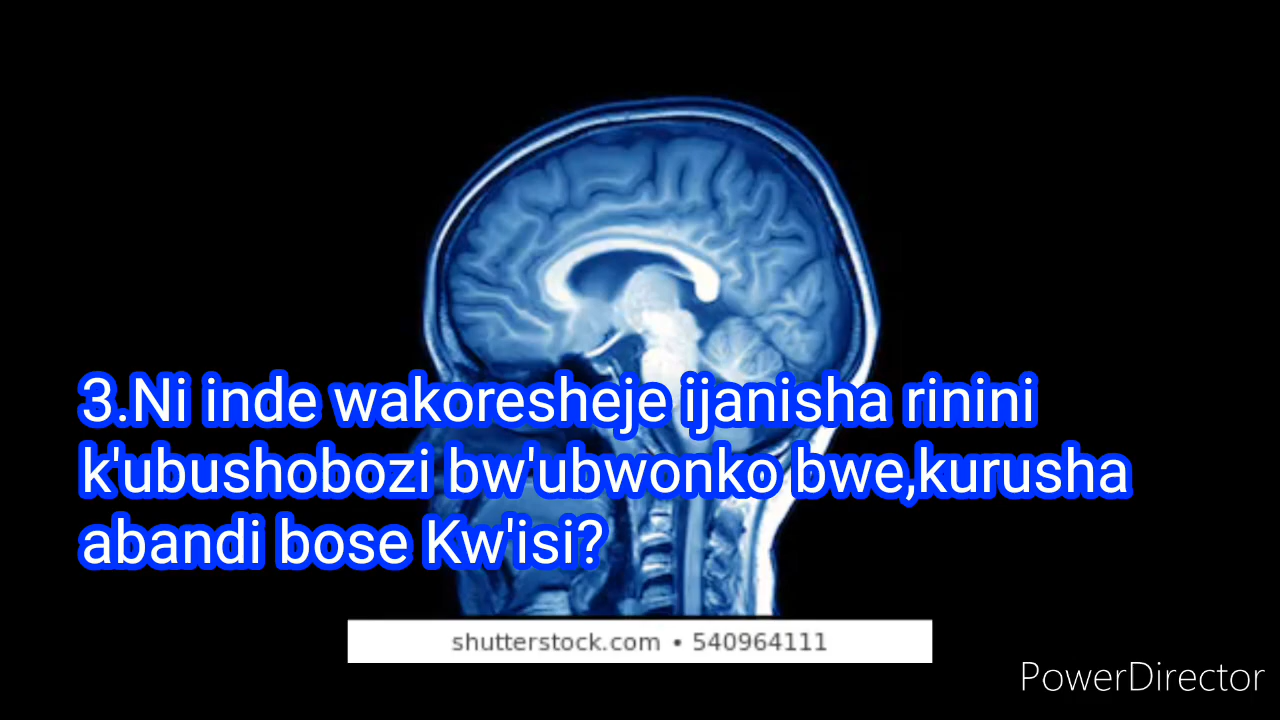 3.Ni inde wakoresheje ijanisha rinini
k'ubushobozi bw'ubwonko bwe,kurusha
abandi bose Kw'isi?
shutterstock.com • 540964111
PowerDirector